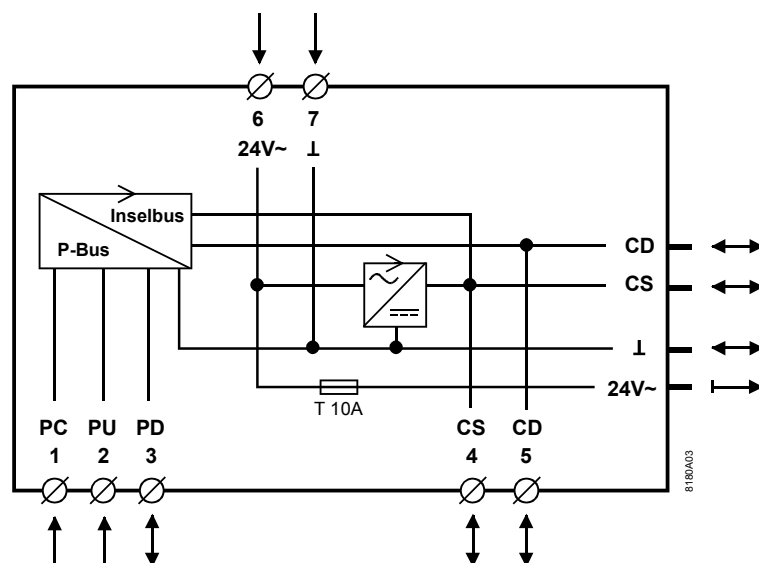 6 7
24V~ ⊥
Inselbus
P-Bus
CD
CS
⊥
24V~
T 10A
PC PU PD CS CD
1 2 3 4 5
8180A03